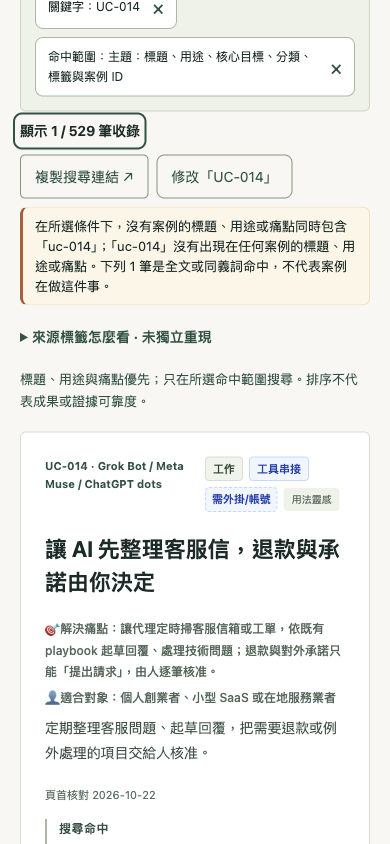 關鍵字：UC-014 ×
命中範圍：主題：標題、用途、核心目標、分類、
標籤與案例 ID ×
顯示 1 / 529 筆收錄
複製搜尋連結 ↗ 修改「UC-014」
在所選條件下，沒有案例的標題、用途或痛點同時包含
「uc-014」；「uc-014」沒有出現在任何案例的標題、用
途或痛點。下列 1 筆是全文或同義詞命中，不代表案例
在做這件事。
▶ 來源標籤怎麼看 · 未獨立重現
標題、用途與痛點優先；只在所選命中範圍搜尋。排序不代
表成果或證據可靠度。
UC-014 · Grok Bot / Meta
Muse / ChatGPT dots
工作 工具串接
需外掛/帳號 用法靈感
讓 AI 先整理客服信，退款與承
諾由你決定
🎯解決痛點：讓代理定時掃客服信箱或工單，依既有
playbook 起草回覆、處理技術問題；退款與對外承諾只
能「提出請求」，由人逐筆核准。
👤適合對象：個人創業者、小型 SaaS 或在地服務業者
定期整理客服問題、起草回覆，把需要退款或例
外處理的項目交給人核准。
頁首核對 2026-10-22
搜尋命中